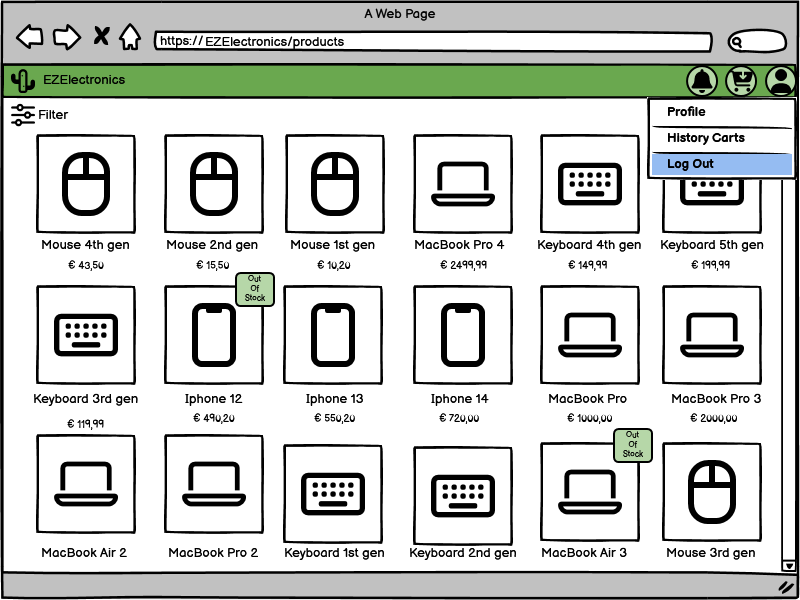 A Web Page
https:// EZElectronics/products
EZElectronics
Filter
Profile
History Carts
Log Out
Mouse 4th gen
Mouse 2nd gen
Mouse 1st gen
MacBook Pro 4
Keyboard 4th gen
Keyboard 5th gen
€ 43,50
€ 15,50
€ 10,20
€ 2499,99
€ 149,99
€ 199,99
Out
Of
Stock
Keyboard 3rd gen
Iphone 12
Iphone 13
Iphone 14
MacBook Pro
MacBook Pro 3
€ 119,99
€ 490,20
€ 550,20
€ 720,00
€ 1000,00
€ 2000,00
Out
Of
Stock
MacBook Air 2
MacBook Pro 2
Keyboard 1st gen
Keyboard 2nd gen
MacBook Air 3
Mouse 3rd gen